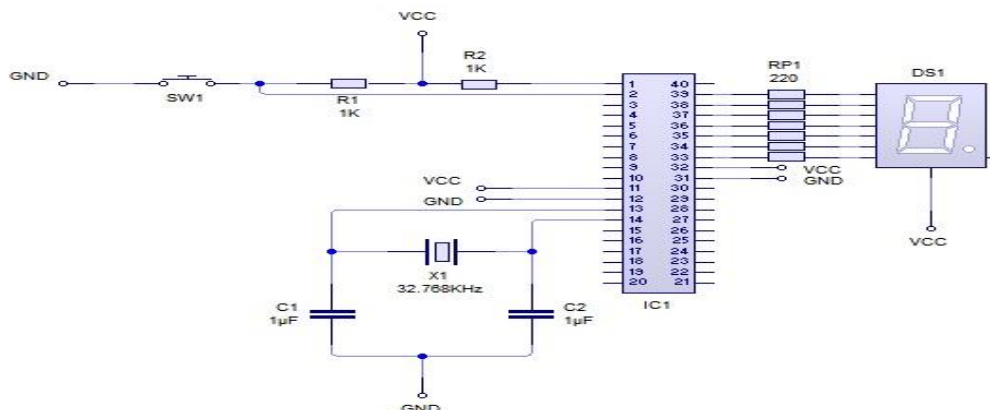 VCC
GND
SW1
R1
1K
R2
1K
RP1
220
DS1
1
2
3
4
5
6
7
8
9
10
11
12
13
14
15
16
17
18
19
20
40
39
38
37
36
35
34
33
32
31
30
29
28
27
26
25
24
23
22
21
IC1
VCC
GND
VCC
VCC
GND
X1
32.768KHz
C1
1µF
C2
1µF
GND